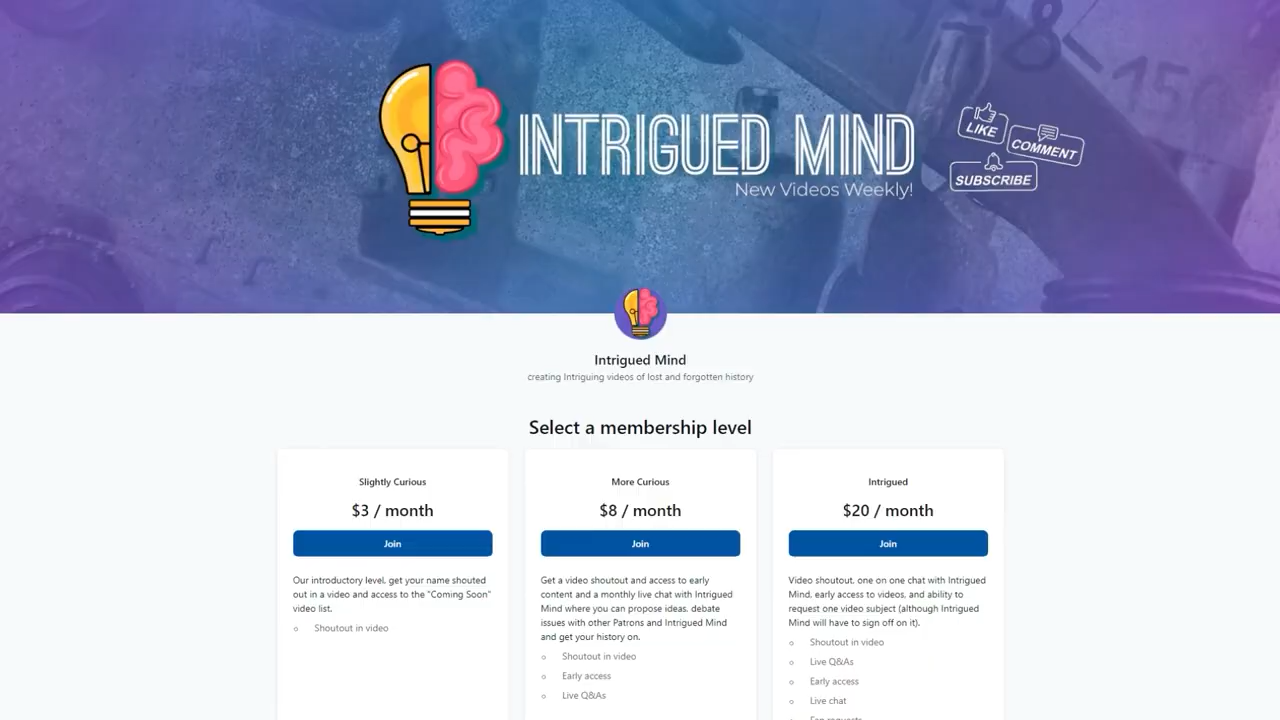 INTRIGUED MIND
New Videos Weekly!
LIKE
COMMENT
SUBSCRIBE
Intrigued Mind
creating Intriguing videos of lost and forgotten history
Select a membership level
Slightly Curious
$3 / month
Join
Our introductory level, get your name shouted
out in a video and access to the "Coming Soon"
video list.
Shoutout in video
More Curious
$8 / month
Join
Get a video shoutout and access to early
content and a monthly live chat with Intrigued
Mind where you can propose ideas, debate
issues with other Patrons and Intrigued Mind
and get your history on.
Shoutout in video
Early access
Live Q&As
Intrigued
$20 / month
Join
Video shoutout, one on one chat with Intrigued
Mind, early access to videos, and ability to
request one video subject (although Intrigued
Mind will have to sign off on it).
Shoutout in video
Live Q&As
Early access
Live chat